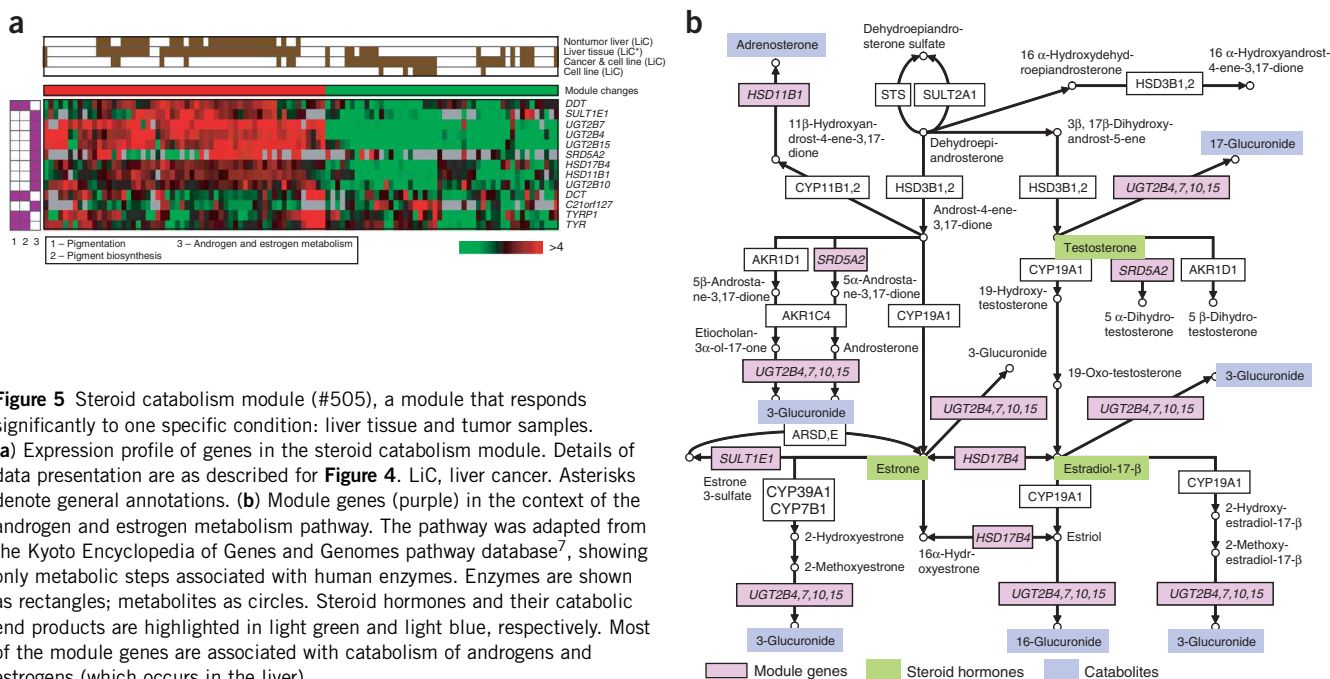 a
Nontumor liver (LiC)
Liver tissue (LiC*)
Cancer & cell line (LiC)
Cell line (LiC)
Module changes
DDT
SULT1E1
UGT2B7
UGT2B4
UGT2B15
SRD5A2
HSD17B4
HSD11B1
UGT2B10
DCT
C21orf127
TYRP1
TYR
1 2 3
1 – Pigmentation
2 – Pigment biosynthesis
3 – Androgen and estrogen metabolism
>4
Figure 5 Steroid catabolism module (#505), a module that responds
significantly to one specific condition: liver tissue and tumor samples.
(a) Expression profile of genes in the steroid catabolism module. Details of
data presentation are as described for Figure 4. LiC, liver cancer. Asterisks
denote general annotations. (b) Module genes (purple) in the context of the
androgen and estrogen metabolism pathway. The pathway was adapted from
the Kyoto Encyclopedia of Genes and Genomes pathway database7, showing
only metabolic steps associated with human enzymes. Enzymes are shown
as rectangles; metabolites as circles. Steroid hormones and their catabolic
end products are highlighted in light green and light blue, respectively. Most
of the module genes are associated with catabolism of androgens and
estrogens (which occurs in the liver).
b
Adrenosterone
Dehydroepiandro-
sterone sulfate
16 α-Hydroxydehyd-
roepiandrosterone
16 α-Hydroxyandrost-
4-ene-3,17-dione
HSD11B1
STS
SULT2A1
HSD3B1,2
11β-Hydroxyan-
drost-4-ene-3,17-
dione
Dehydroepi-
androsterone
3β, 17β-Dihydroxy-
androst-5-ene
17-Glucuronide
CYP11B1,2
HSD3B1,2
HSD3B1,2
UGT2B4,7,10,15
Androst-4-ene-
3,17-dione
Testosterone
AKR1D1
SRD5A2
CYP19A1
SRD5A2
AKR1D1
5β-Androsta-
ne-3,17-dione
5α-Androsta-
ne-3,17-dione
19-Hydroxy-
testosterone
5 α-Dihydro-
testosterone
5 β-Dihydro-
testosterone
AKR1C4
CYP19A1
Etiocholan-
3α-ol-17-one
Androsterone
3-Glucuronide
19-Oxo-testosterone
3-Glucuronide
UGT2B4,7,10,15
UGT2B4,7,10,15
UGT2B4,7,10,15
3-Glucuronide
ARSD,E
SULT1E1
Estrone
HSD17B4
Estradiol-17-β
Estrone
3-sulfate
CYP39A1
CYP7B1
CYP19A1
CYP19A1
2-Hydroxyestrone
16α-Hydr-
oxyestrone
HSD17B4
Estriol
2-Hydroxy-
estradiol-17-β
2-Methoxyestrone
2-Methoxy-
estradiol-17-β
UGT2B4,7,10,15
UGT2B4,7,10,15
UGT2B4,7,10,15
3-Glucuronide
16-Glucuronide
3-Glucuronide
Module genes
Steroid hormones
Catabolites